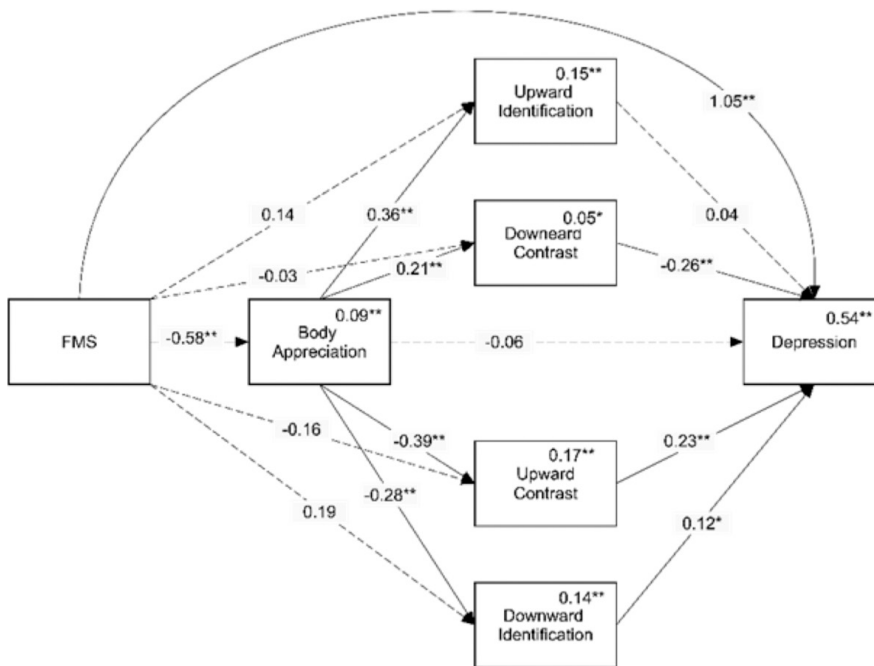 0.15**
Upward
Identification
1.05**
0.14
0.36**
0.04
0.05*
Downeard
Contrast
-0.03
0.21**
-0.26**
FMS
-0.58**
0.09**
Body
Appreciation
-0.06
0.54**
Depression
-0.16
-0.39**
0.17**
Upward
Contrast
0.23**
-0.28**
0.19
0.12*
0.14**
Downward
Identification